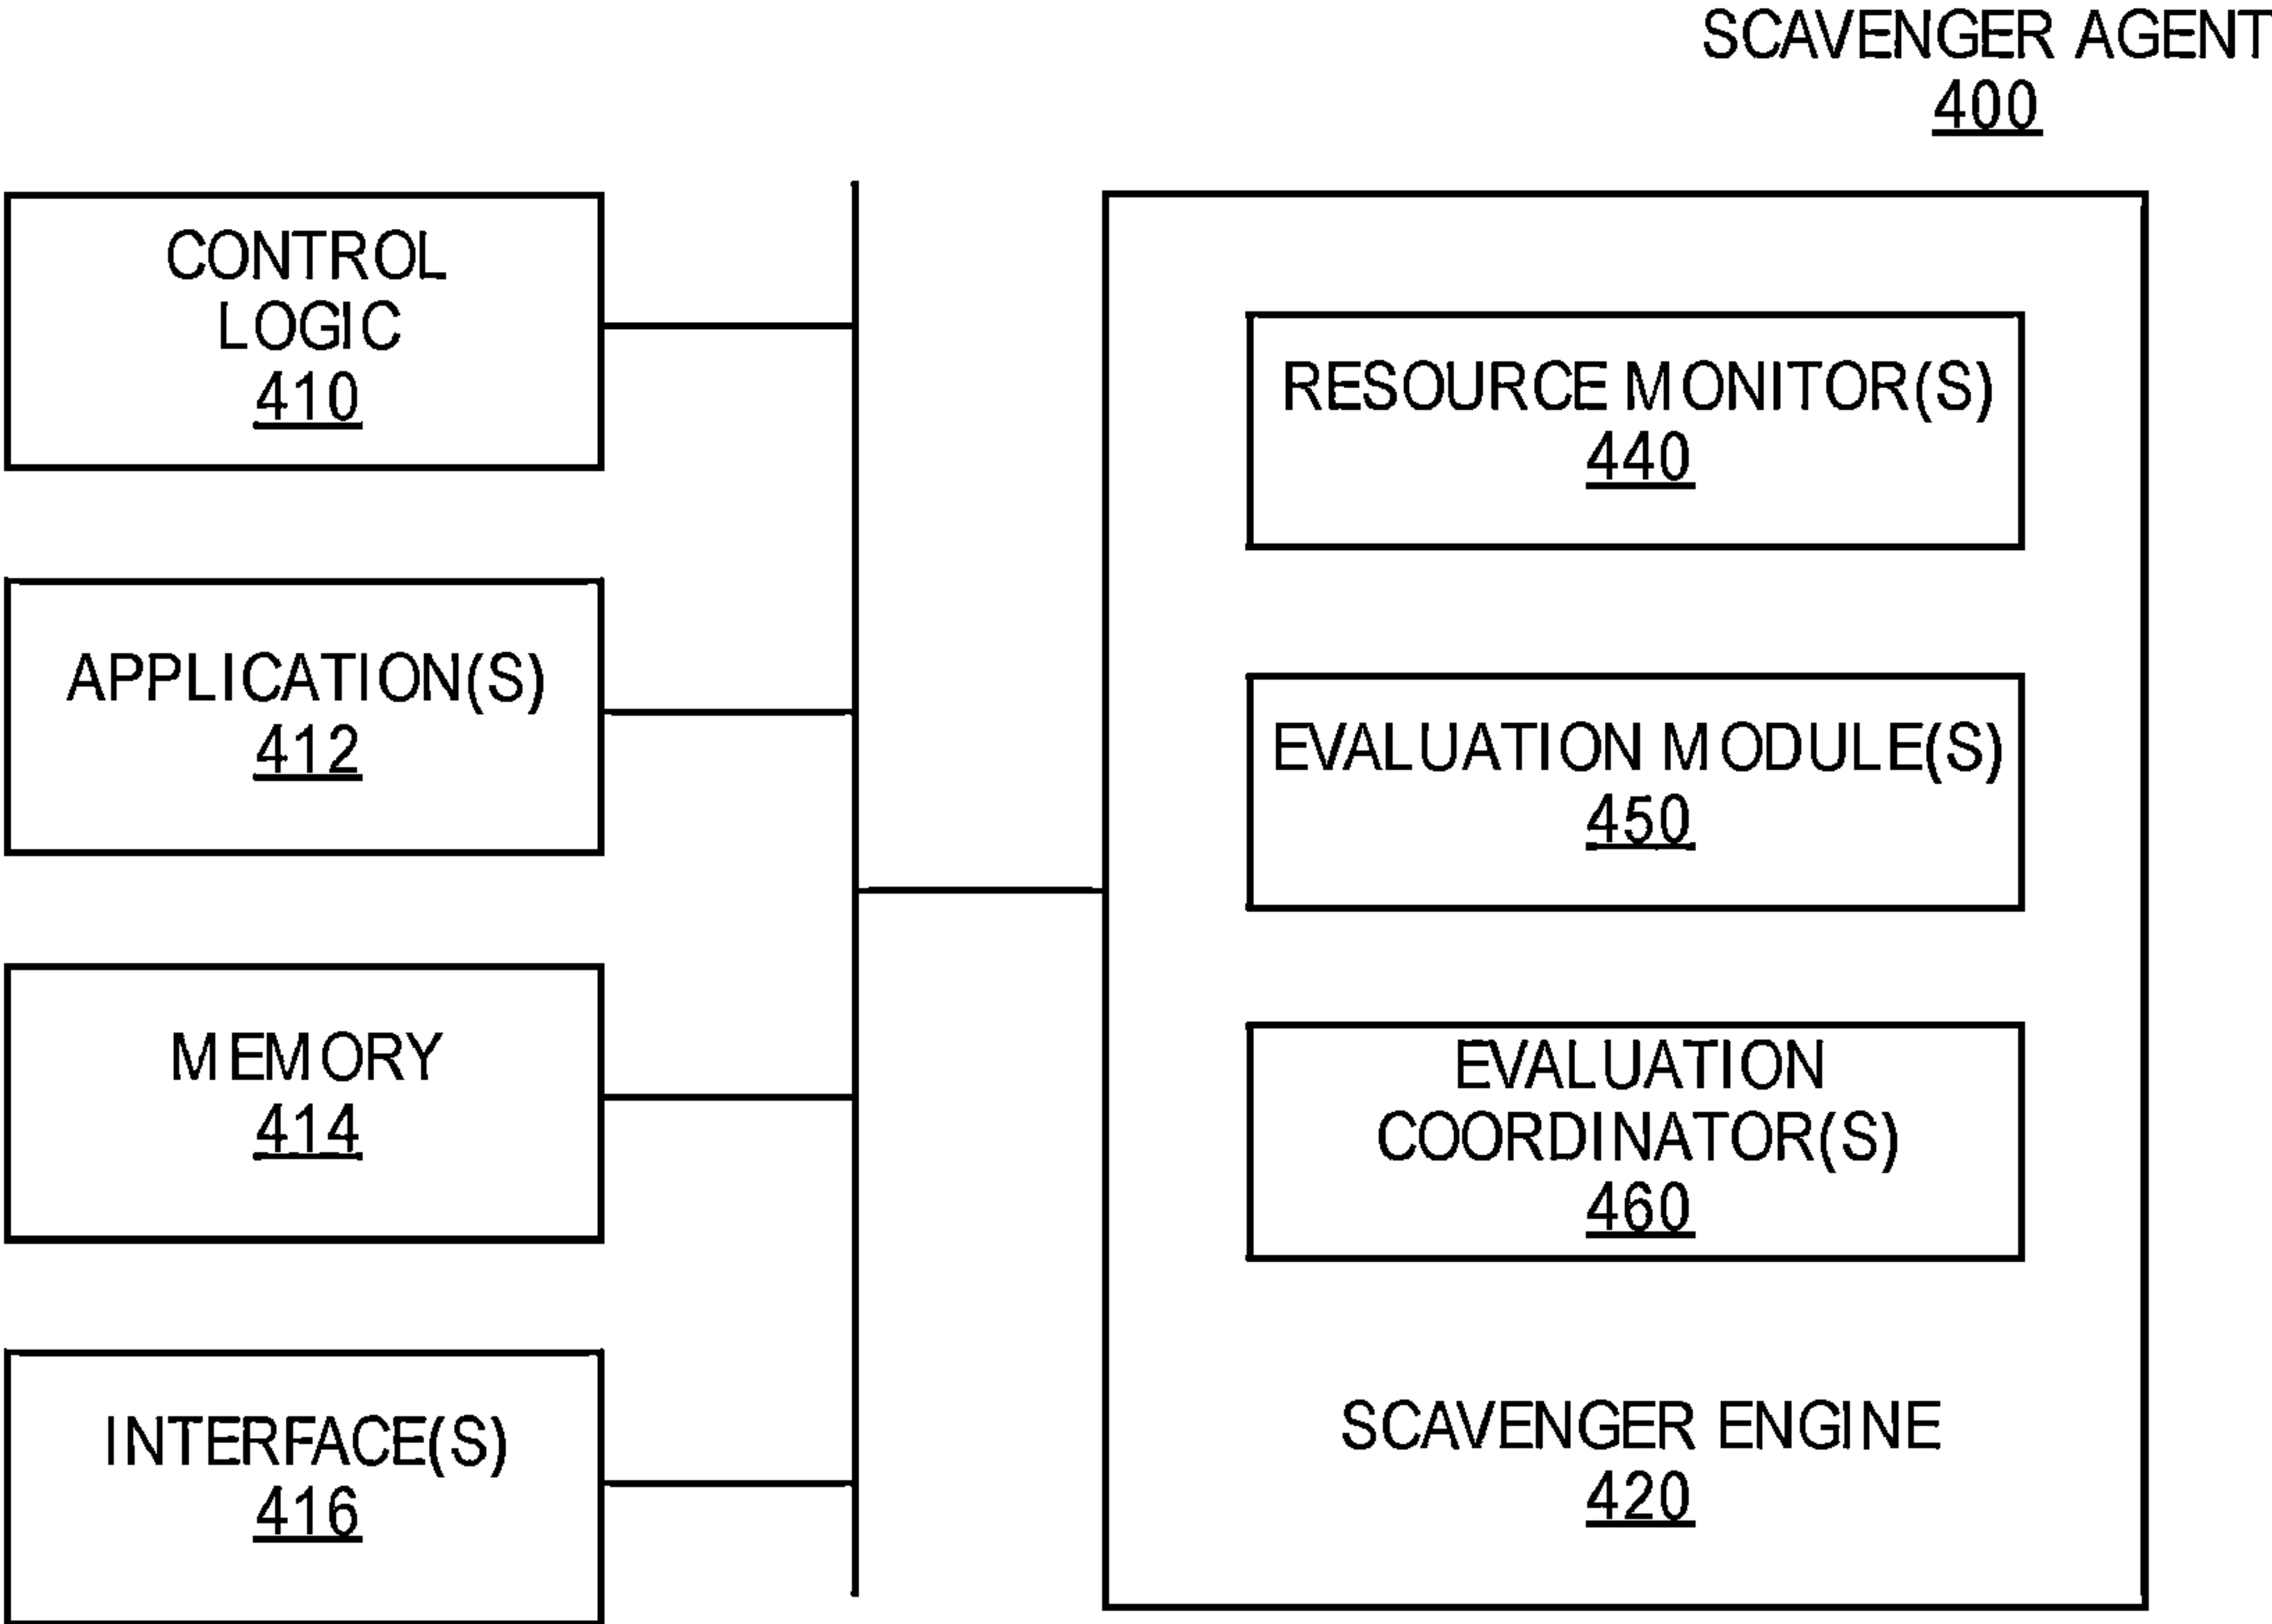 SCAVENGER AGENT
400
CONTROL
LOGIC
410
APPLICATION(S)
412
MEMORY
414
INTERFACE(S)
416
RESOURCE MONITOR(S)
440
EVALUATION MODULE(S)
450
EVALUATION
COORDINATOR(S)
460
SCAVENGER ENGINE
420